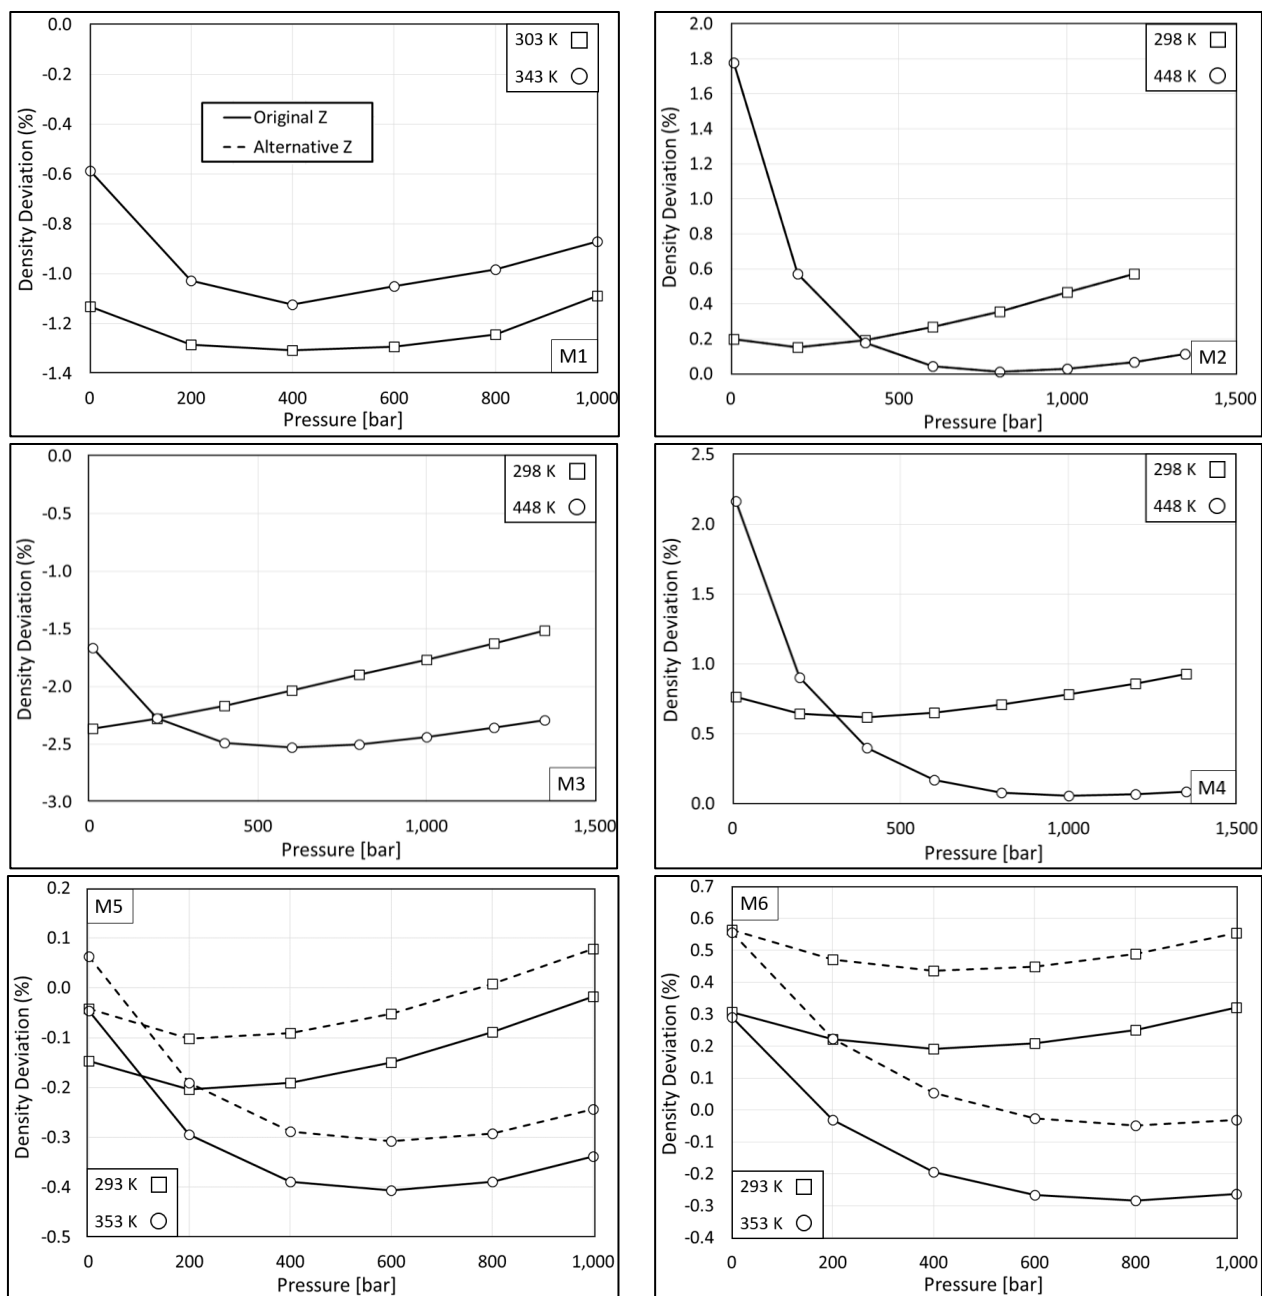 0.0
-0.2
-0.4
-0.6
-0.8
-1.0
-1.2
-1.4
Density Deviation (%)
303 K
343 K
Original Z
Alternative Z
M1
0 200 400 600 800 1,000
Pressure [bar]
2.0
1.8
1.6
1.4
1.2
1.0
0.8
0.6
0.4
0.2
0.0
Density Deviation (%)
298 K
448 K
M2
0 500 1,000 1,500
Pressure [bar]
0.0
-0.5
-1.0
-1.5
-2.0
-2.5
-3.0
Density Deviation (%)
298 K
448 K
M3
0 500 1,000 1,500
Pressure [bar]
2.5
2.0
1.5
1.0
0.5
0.0
Density Deviation (%)
298 K
448 K
M4
0 500 1,000 1,500
Pressure [bar]
0.2
0.1
0.0
-0.1
-0.2
-0.3
-0.4
-0.5
Density Deviation (%)
M5
293 K
353 K
0 200 400 600 800 1,000
Pressure [bar]
0.7
0.6
0.5
0.4
0.3
0.2
0.1
0.0
-0.1
-0.2
-0.3
-0.4
Density Deviation (%)
M6
293 K
353 K
0 200 400 600 800 1,000
Pressure [bar]